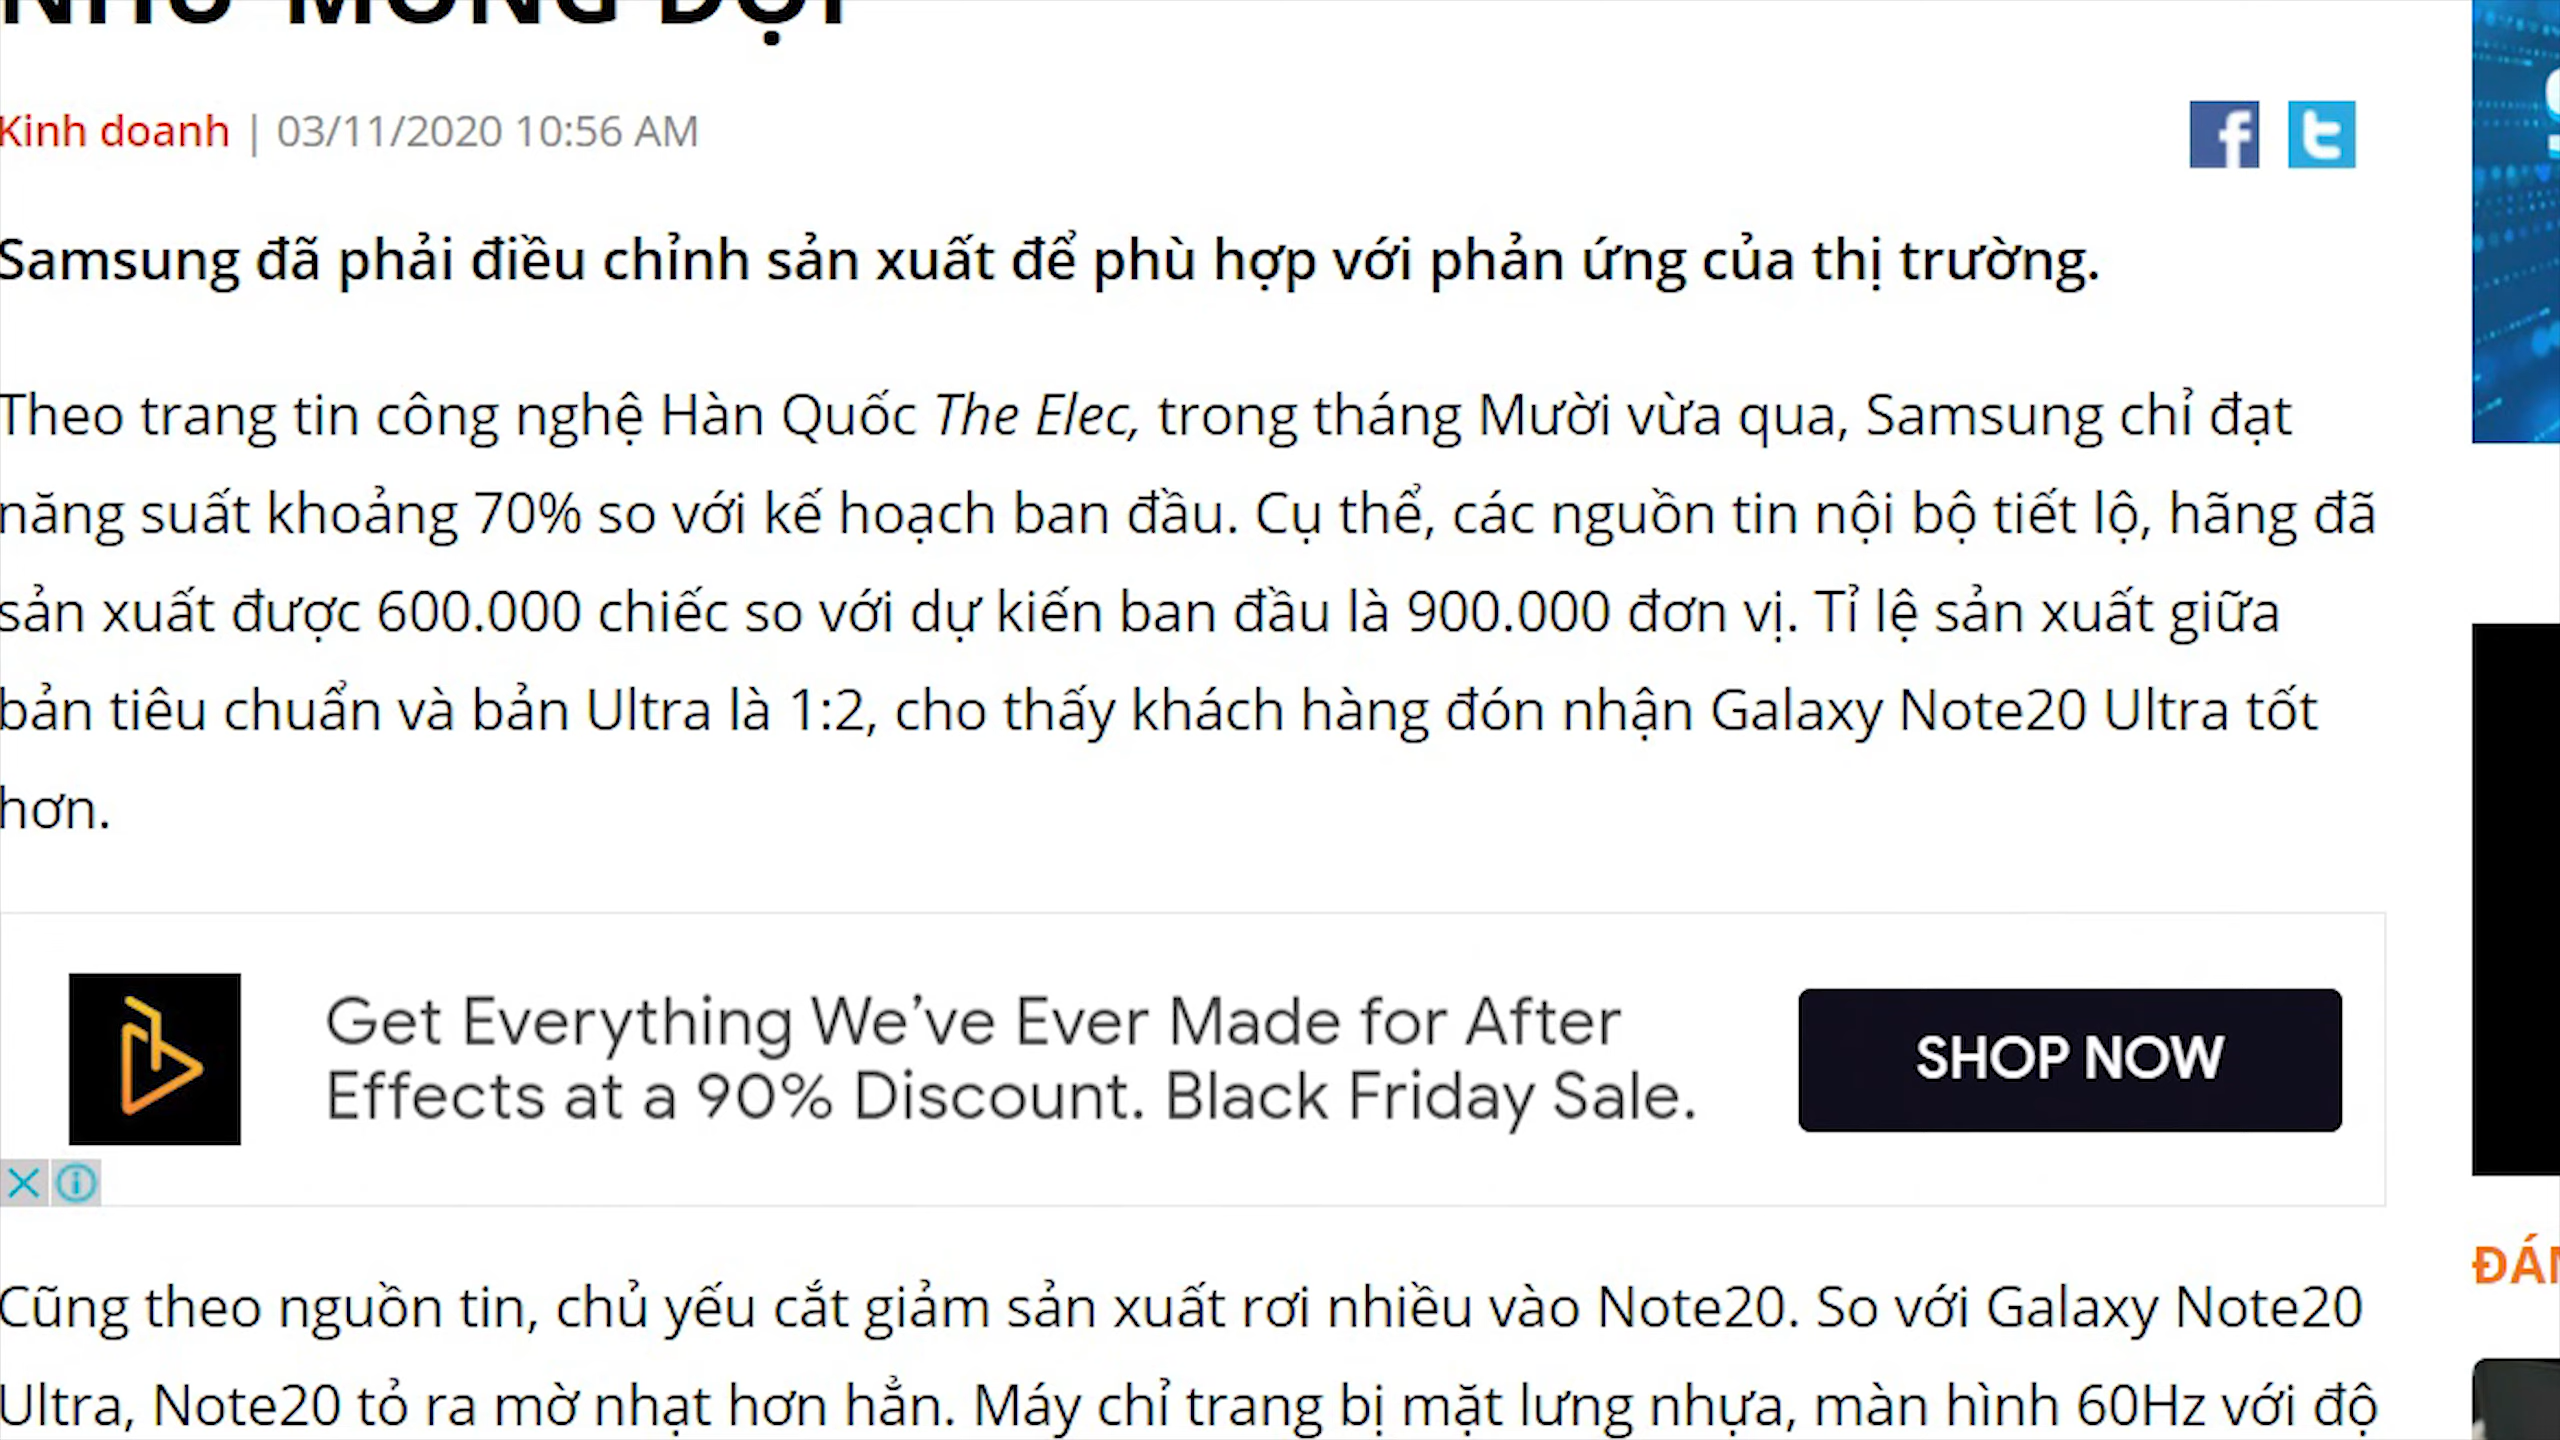 NHƯ MONG ĐỢI
Kinh doanh | 03/11/2020 10:56 AM
Samsung đã phải điều chỉnh sản xuất để phù hợp với phản ứng của thị trường.
Theo trang tin công nghệ Hàn Quốc The Elec, trong tháng Mười vừa qua, Samsung chỉ đạt
năng suất khoảng 70% so với kế hoạch ban đầu. Cụ thể, các nguồn tin nội bộ tiết lộ, hãng đã
sản xuất được 600.000 chiếc so với dự kiến ban đầu là 900.000 đơn vị. Tỉ lệ sản xuất giữa
bản tiêu chuẩn và bản Ultra là 1:2, cho thấy khách hàng đón nhận Galaxy Note20 Ultra tốt
hơn.
Get Everything We've Ever Made for After
Effects at a 90% Discount. Black Friday Sale.
SHOP NOW
Cũng theo nguồn tin, chủ yếu cắt giảm sản xuất rơi nhiều vào Note20. So với Galaxy Note20
Ultra, Note20 tỏ ra mờ nhạt hơn hẳn. Máy chỉ trang bị mặt lưng nhựa, màn hình 60Hz với độ